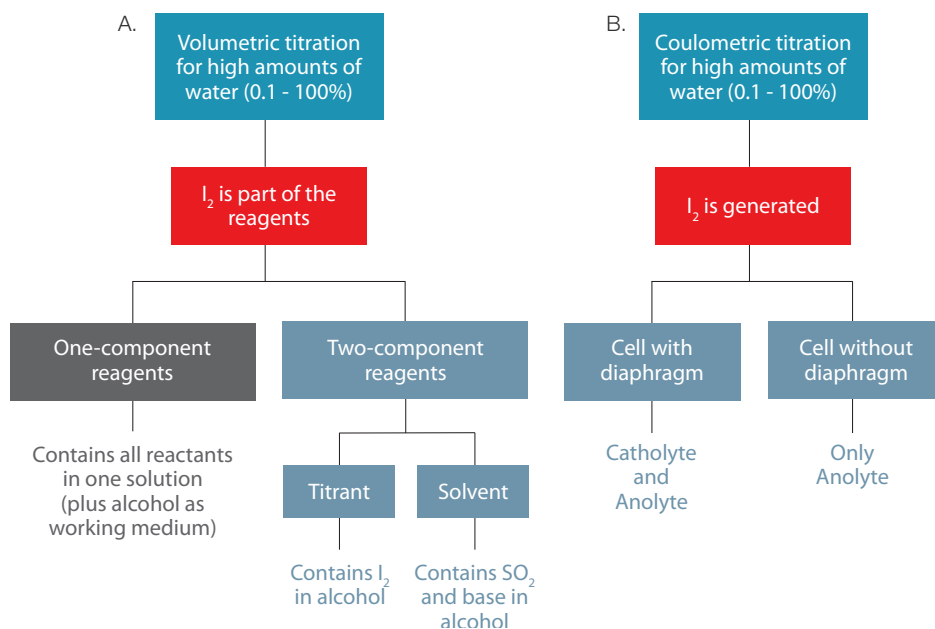 A.
Volumetric titration
for high amounts of
water (0.1 - 100%)
I₂ is part of the
reagents
One-component
reagents
Contains all reactants
in one solution
(plus alcohol as
working medium)
Two-component
reagents
Titrant
Contains I₂
in alcohol
Solvent
Contains SO₂
and base in
alcohol
B.
Coulometric titration
for high amounts of
water (0.1 - 100%)
I₂ is generated
Cell with
diaphragm
Catholyte
and
Anolyte
Cell without
diaphragm
Only
Anolyte